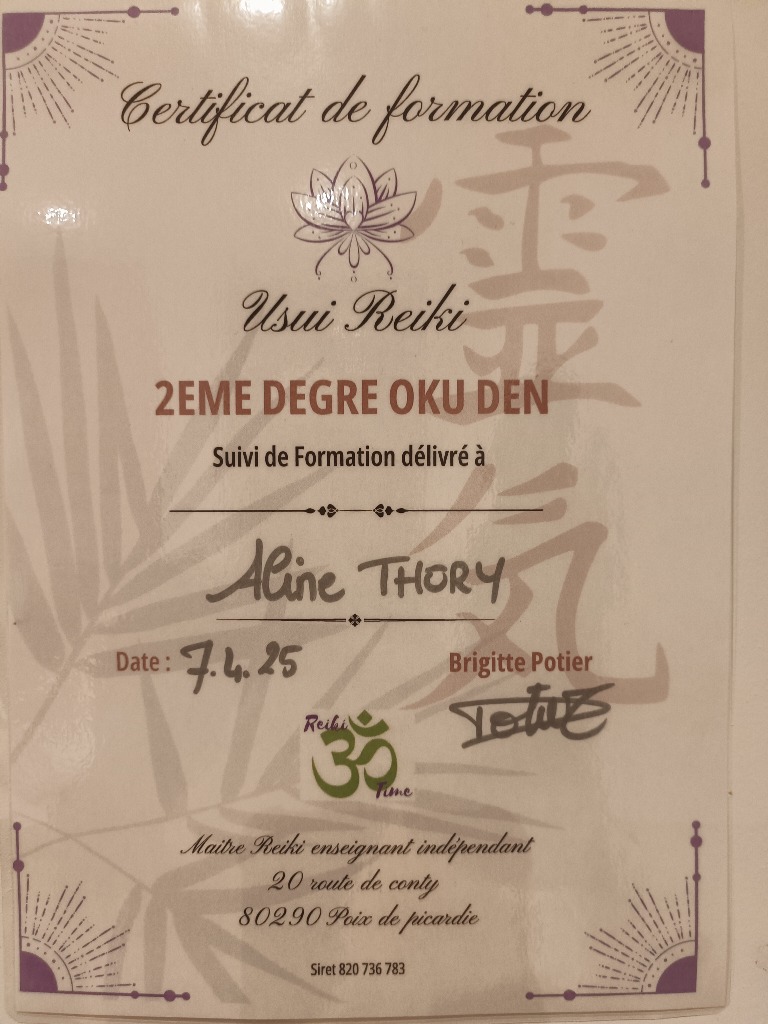 Certificat de formation
靈
Usui Reiki
2EME DEGRE OKU DEN
Suivi de Formation délivré à
気
Aline THORY
Date : 7.4.25
Brigitte Potier
Reiki
ॐ
Time
Maitre Reiki enseignant indépendant
20 route de conty
80290 Poix de picardie
Siret 820 736 783